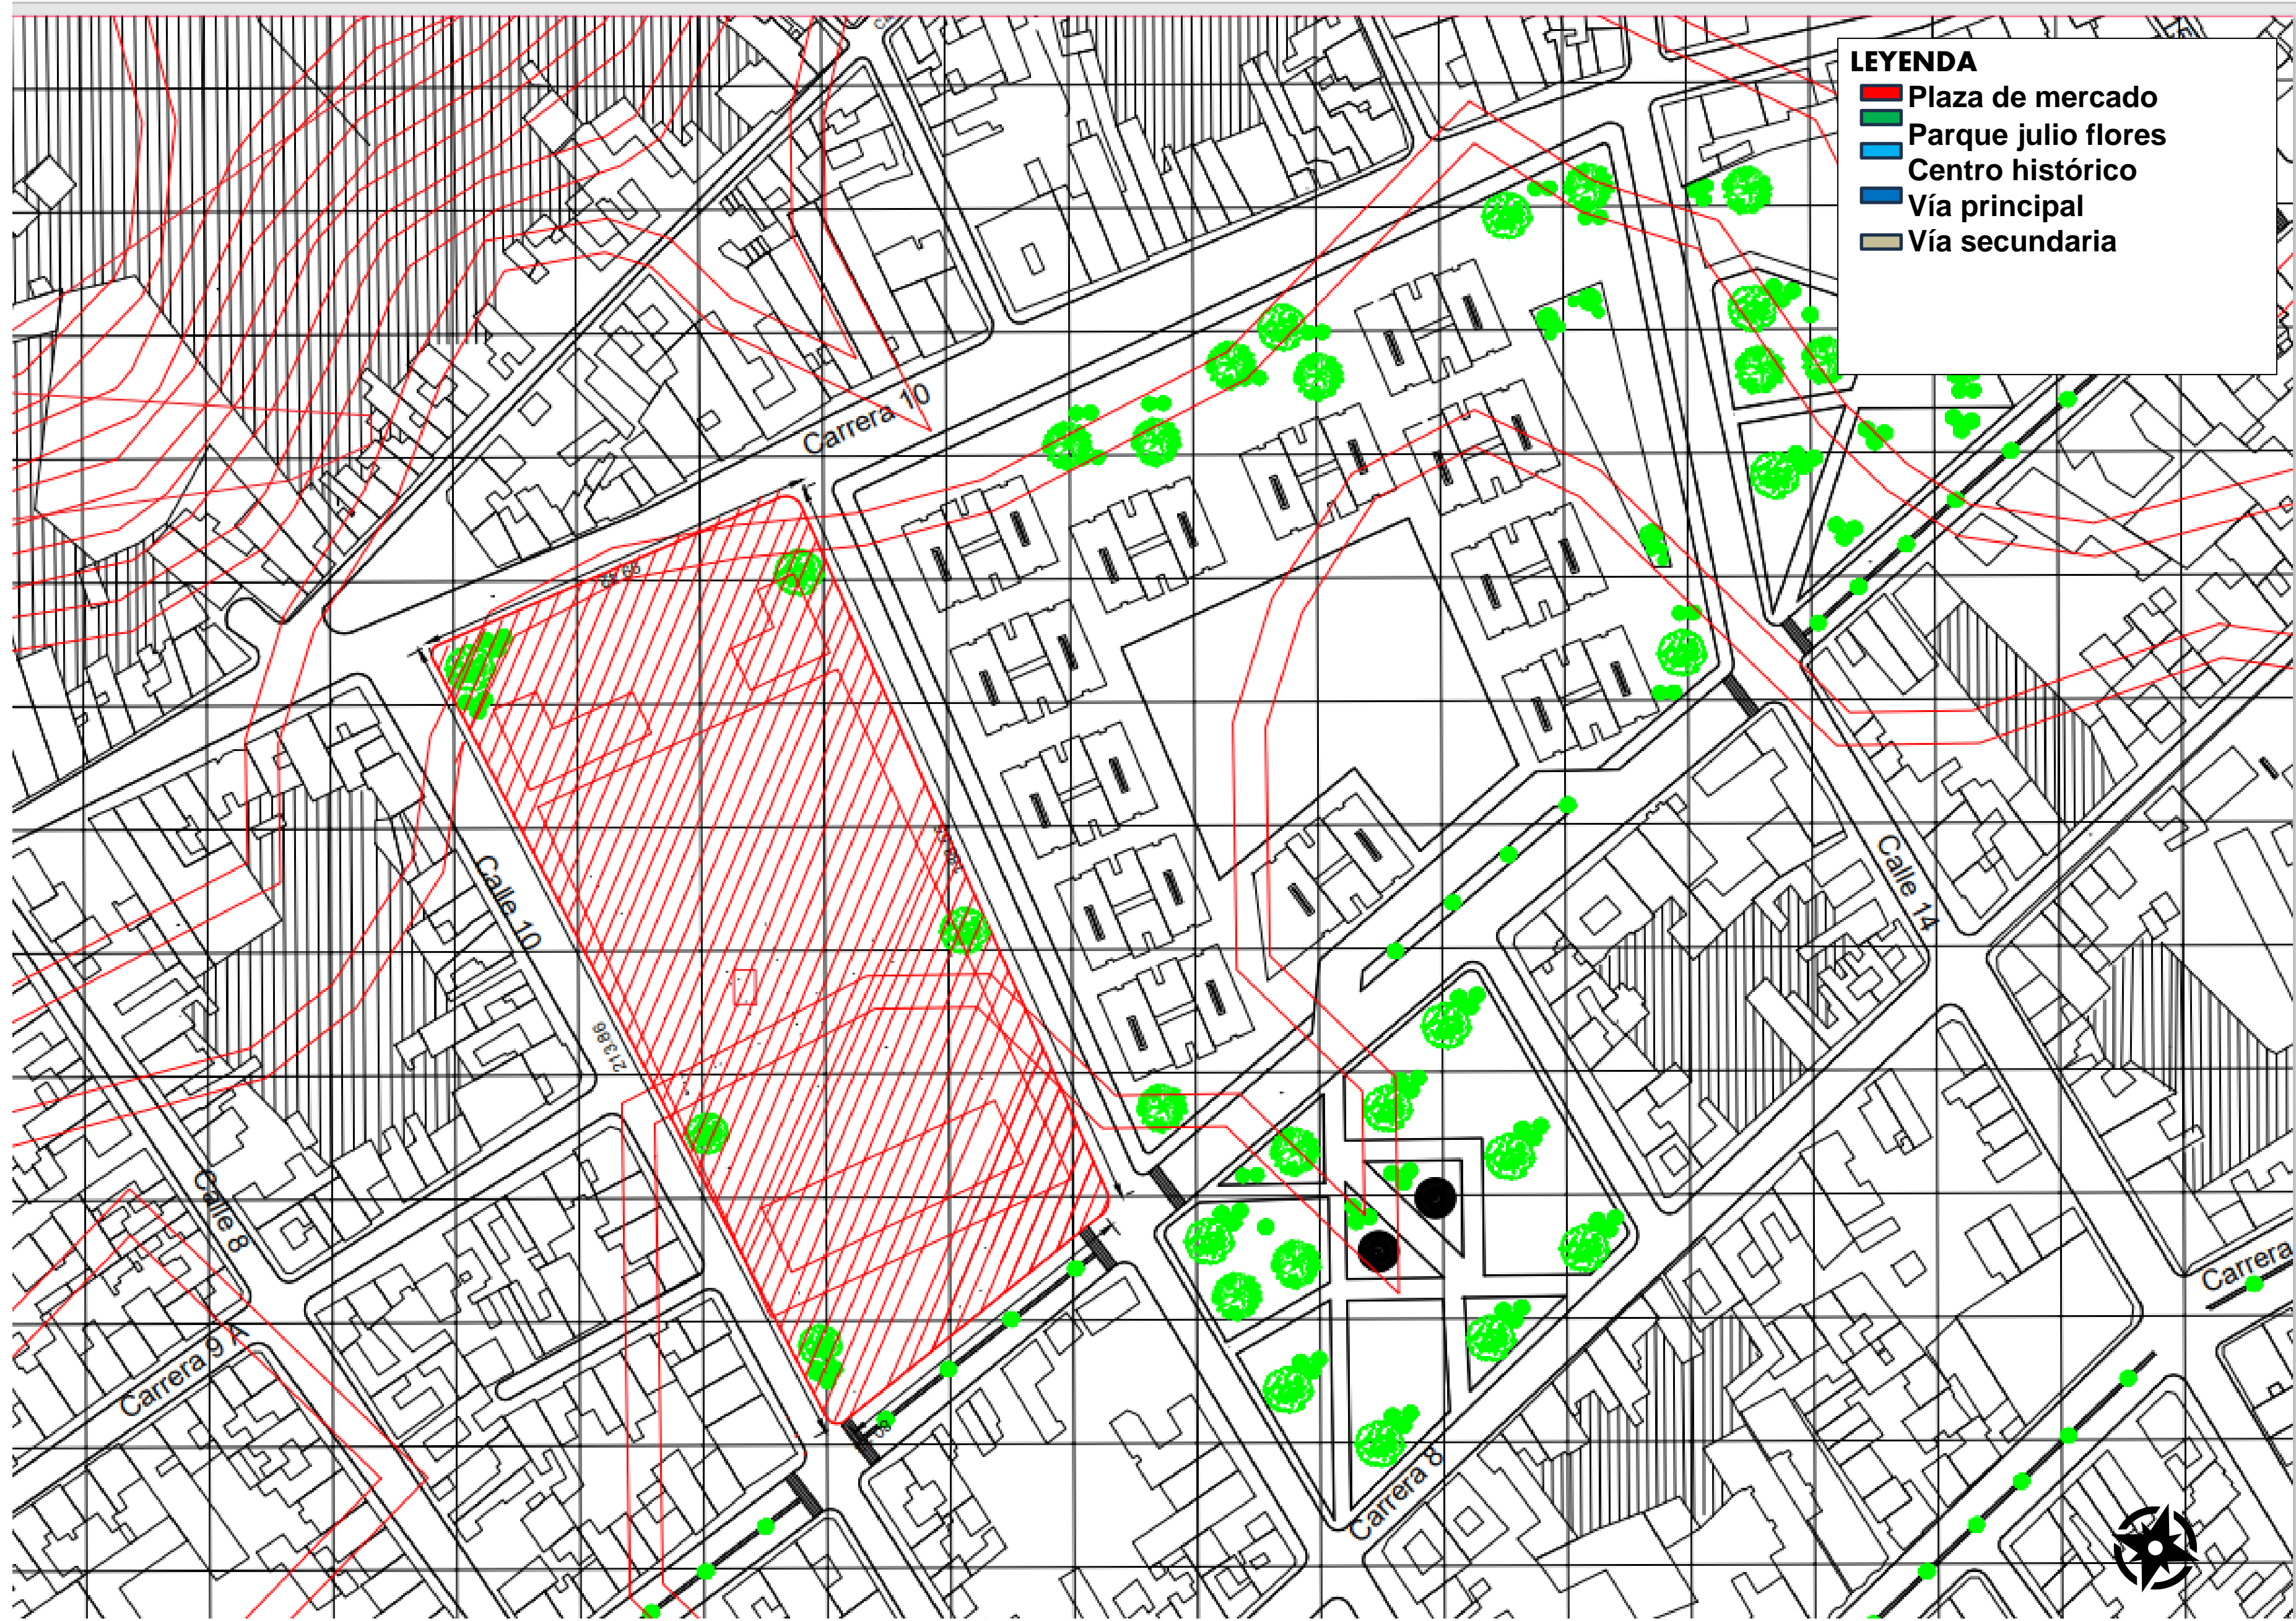 LEYENDA
Plaza de mercado
Parque julio flores
Centro histórico
Vía principal
Vía secundaria
Carrera 10
Calle 10
213.86
Calle 14
Calle 8
Carrera
Carrera 9
Carrera 8